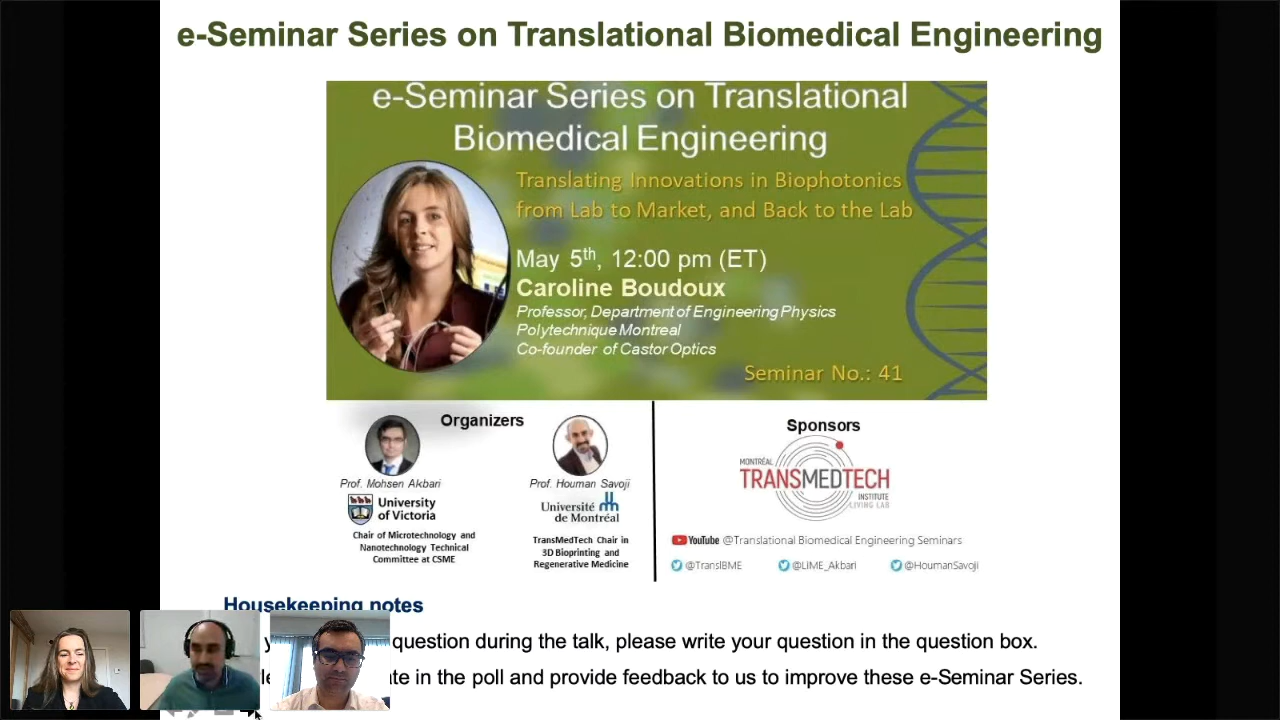 e-Seminar Series on Translational Biomedical Engineering
e-Seminar Series on Translational
Biomedical Engineering
Translating Innovations in Biophotonics
from Lab to Market, and Back to the Lab
May 5th, 12:00 pm (ET)
Caroline Boudoux
Professor, Department of Engineering Physics
Polytechnique Montreal
Co-founder of Castor Optics
Seminar No.: 41
Organizers
Prof. Mohsen Akbari
University
of Victoria
Chair of Microtechnology and
Nanotechnology Technical
Committee at CSME
Prof. Houman Savoji
Université
de Montréal
TransMedTech Chair in
3D Bioprinting and
Regenerative Medicine
Sponsors
MONTRÉAL
TRANSMEDTECH
INSTITUTE
LIVING LAB
YouTube @Translational Biomedical Engineering Seminars
@TranslBME @LiME_Akbari @HoumanSavoji
Housekeeping notes
question during the talk, please write your question in the question box.
in the poll and provide feedback to us to improve these e-Seminar Series.